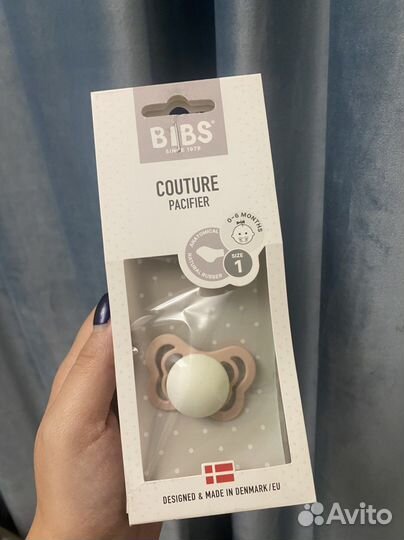 BIBS®
SINCE 1978
COUTURE
PACIFIER
0-6 MONTHS
ANATOMICAL
NATURAL RUBBER
SIZE
1
DESIGNED & MADE IN DENMARK/EU
Avito